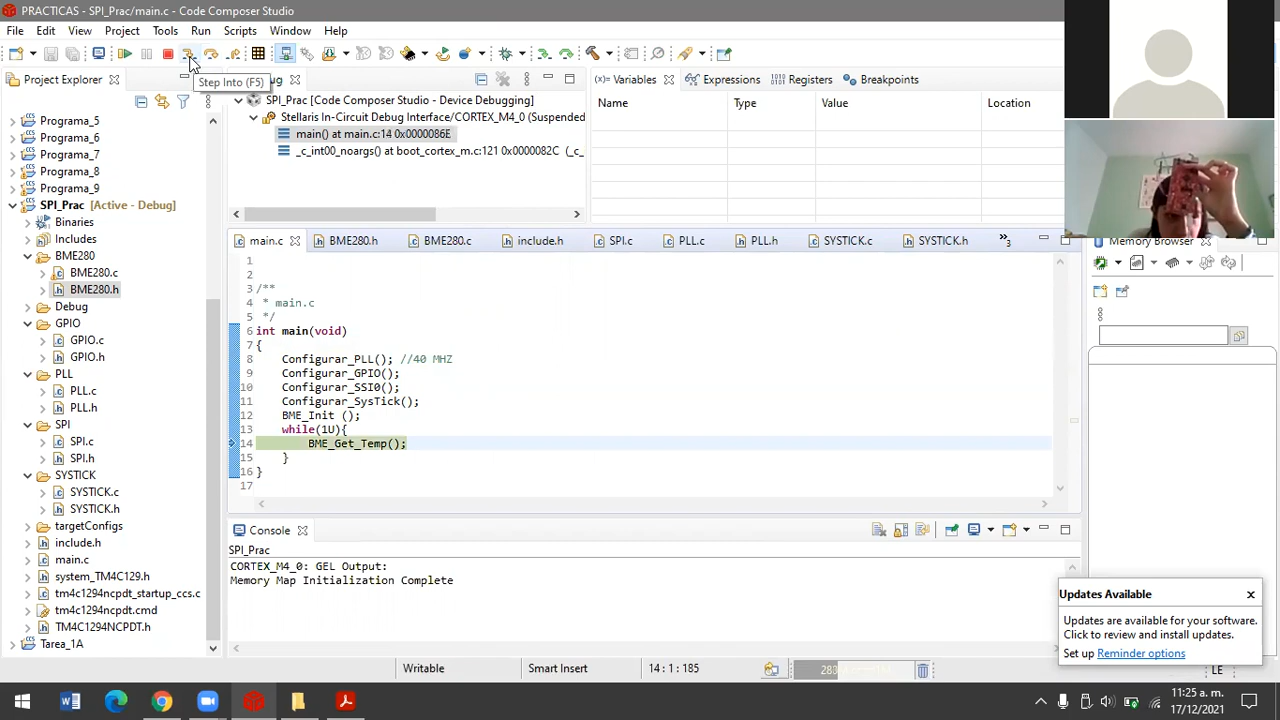 PRACTICAS - SPI_Prac/main.c - Code Composer Studio
File Edit View Project Tools Run Scripts Window Help
Step Into (F5)
Project Explorer
Programa_5
Programa_6
Programa_7
Programa_8
Programa_9
SPI_Prac [Active - Debug]
Binaries
Includes
BME280
BME280.c
BME280.h
Debug
GPIO
GPIO.c
GPIO.h
PLL
PLL.c
PLL.h
SPI
SPI.c
SPI.h
SYSTICK
SYSTICK.c
SYSTICK.h
targetConfigs
include.h
main.c
system_TM4C129.h
tm4c1294ncpdt_startup_ccs.c
tm4c1294ncpdt.cmd
TM4C1294NCPDT.h
Tarea_1A
SPI_Prac [Code Composer Studio - Device Debugging]
Stellaris In-Circuit Debug Interface/CORTEX_M4_0 (Suspended
main() at main.c:14 0x0000086E
_c_int00_noargs() at boot_cortex_m.c:121 0x0000082C (_c_
Variables Expressions Registers Breakpoints
Name Type Value Location
main.c BME280.h BME280.c include.h SPI.c PLL.c PLL.h SYSTICK.c SYSTICK.h 3
1
2
3 /**
4 * main.c
5 */
6 int main(void)
7 {
8 Configurar_PLL(); //40 MHZ
9 Configurar_GPIO();
10 Configurar_SSI0();
11 Configurar_SysTick();
12 BME_Init ();
13 while(1U){
14 BME_Get_Temp();
15 }
16 }
17
Memory Browser
Console
SPI_Prac
CORTEX_M4_0: GEL Output:
Memory Map Initialization Complete
Updates Available
Updates are available for your software.
Click to review and install updates.
Set up Reminder options
Writable Smart Insert 14 : 1 : 185
LE
11:25 a. m.
17/12/2021